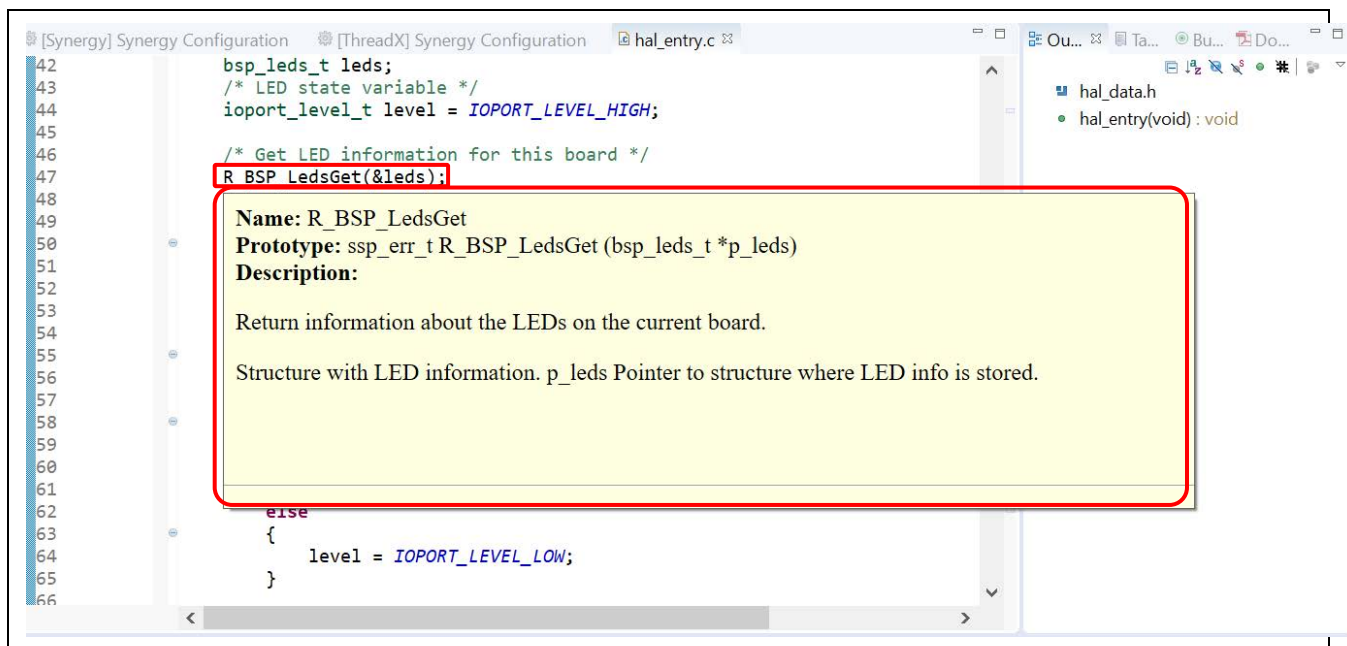 [Synergy] Synergy Configuration [ThreadX] Synergy Configuration hal_entry.c
Ou... Ta... Bu... Do...
42 bsp_leds_t leds;
43 /* LED state variable */
44 ioport_level_t level = IOPORT_LEVEL_HIGH;
45
46 /* Get LED information for this board */
47 R_BSP_LedsGet(&leds);
48
49
50
51
52
53
54
55
56
57
58
59
60
61
62 else
63 {
64 level = IOPORT_LEVEL_LOW;
65 }
66
Name: R_BSP_LedsGet
Prototype: ssp_err_t R_BSP_LedsGet (bsp_leds_t *p_leds)
Description:
Return information about the LEDs on the current board.
Structure with LED information. p_leds Pointer to structure where LED info is stored.
hal_data.h
hal_entry(void) : void